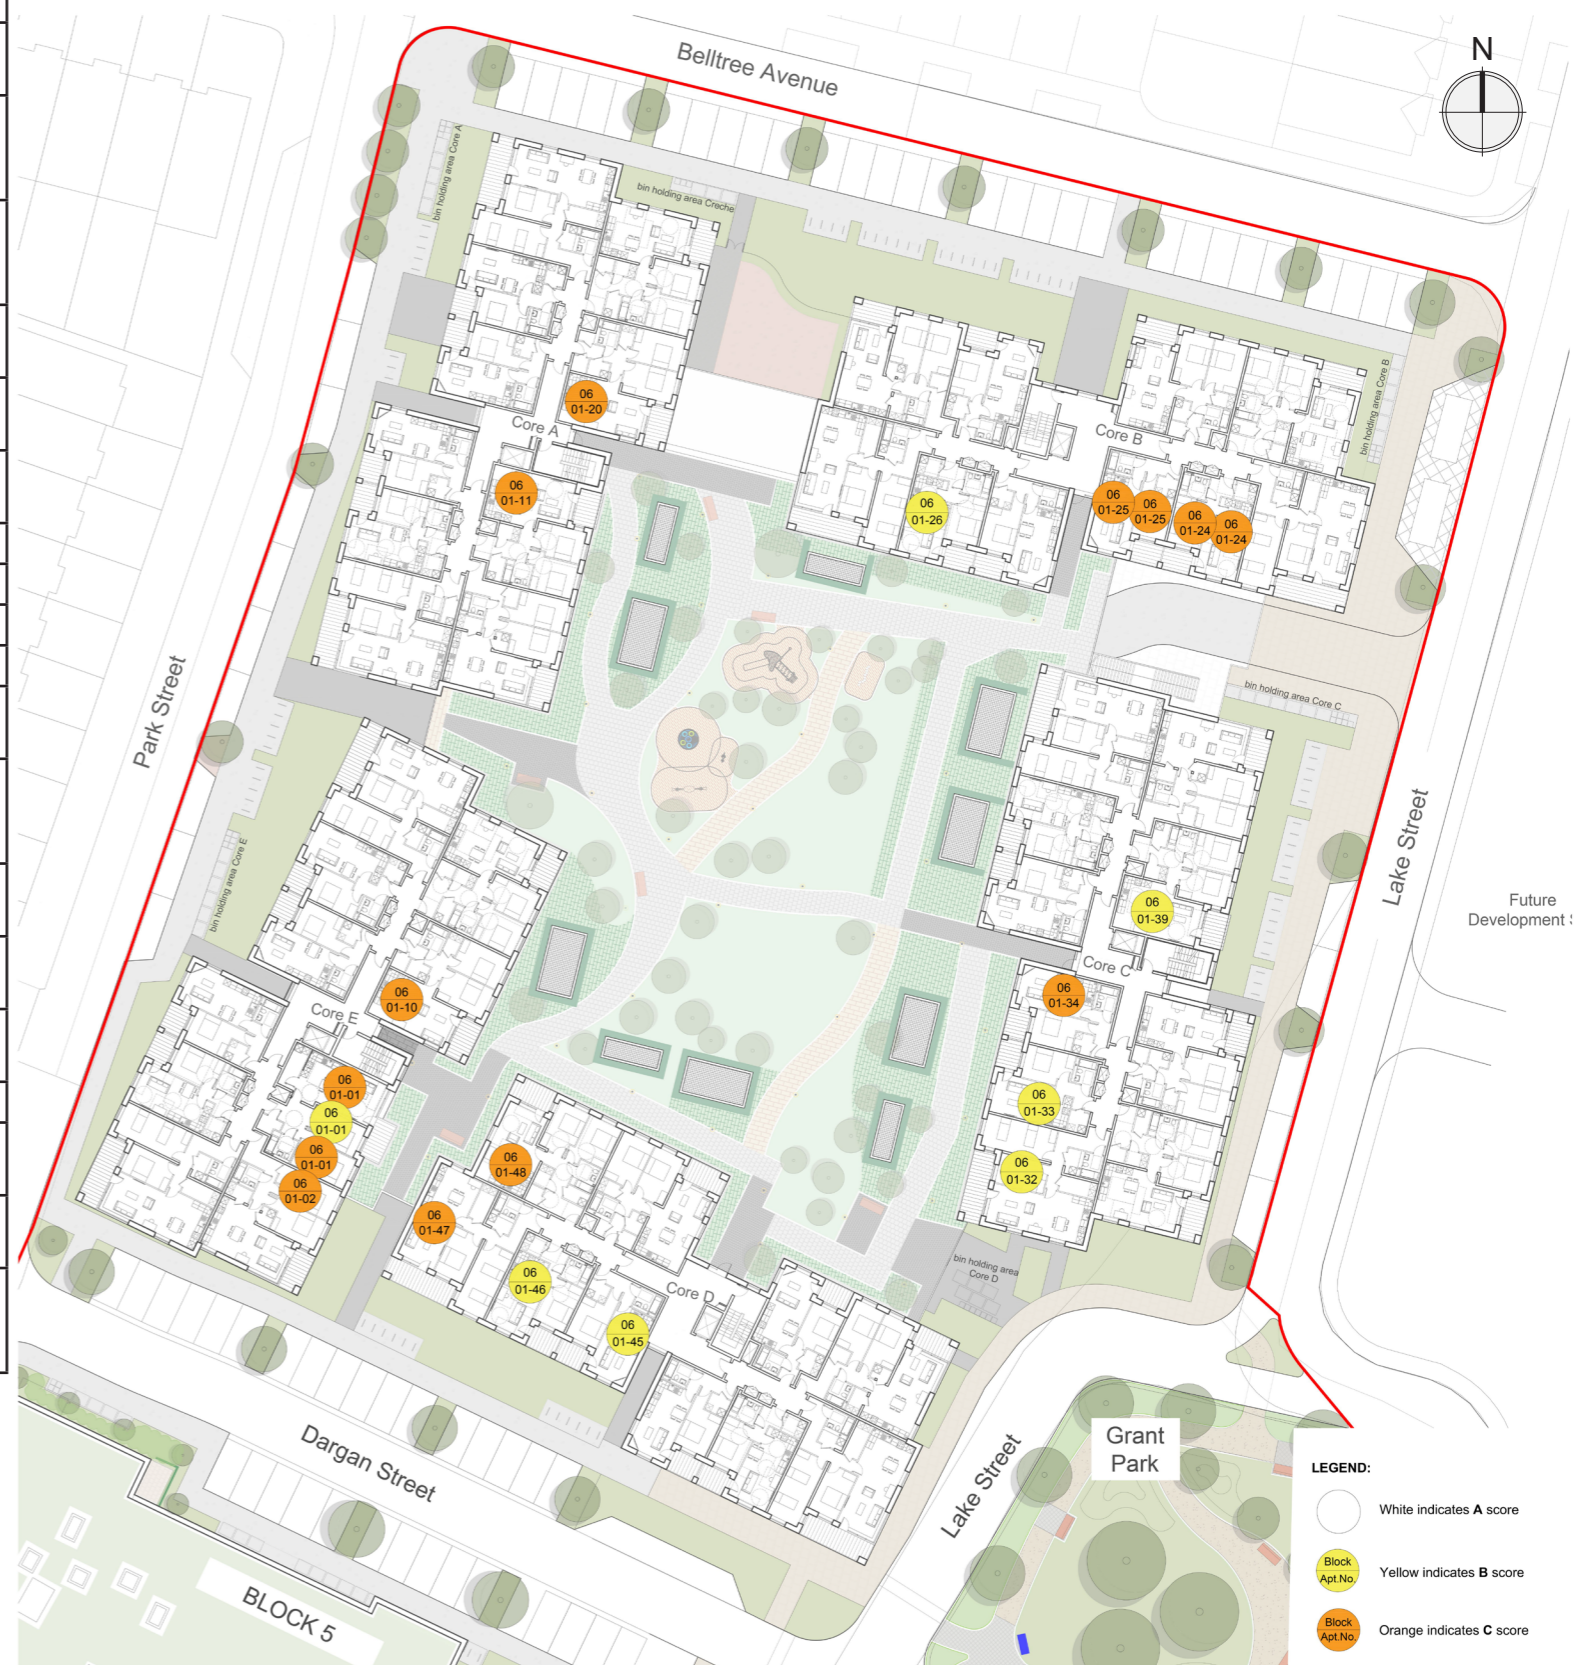 N
Belltree Avenue
bin holding area Core A
bin holding area Creche
06
01-20
Core A
06
01-11
bin holding area Core B
Core B
06
01-25
06
01-25
06
01-24
06
01-24
06
01-26
Park Street
bin holding area Core C
Lake Street
Future
Development
bin holding area Core E
06
01-39
Core C
06
01-34
06
01-10
Core E
06
01-01
06
01-01
06
01-01
06
01-02
06
01-33
06
01-32
06
01-48
06
01-47
06
01-46
06
01-45
Core D
bin holding area
Core D
Dargan Street
Lake Street
Grant
Park
BLOCK 5
LEGEND:
White indicates A score
Block
Apt.No.
Yellow indicates B score
Block
Apt.No.
Orange indicates C score